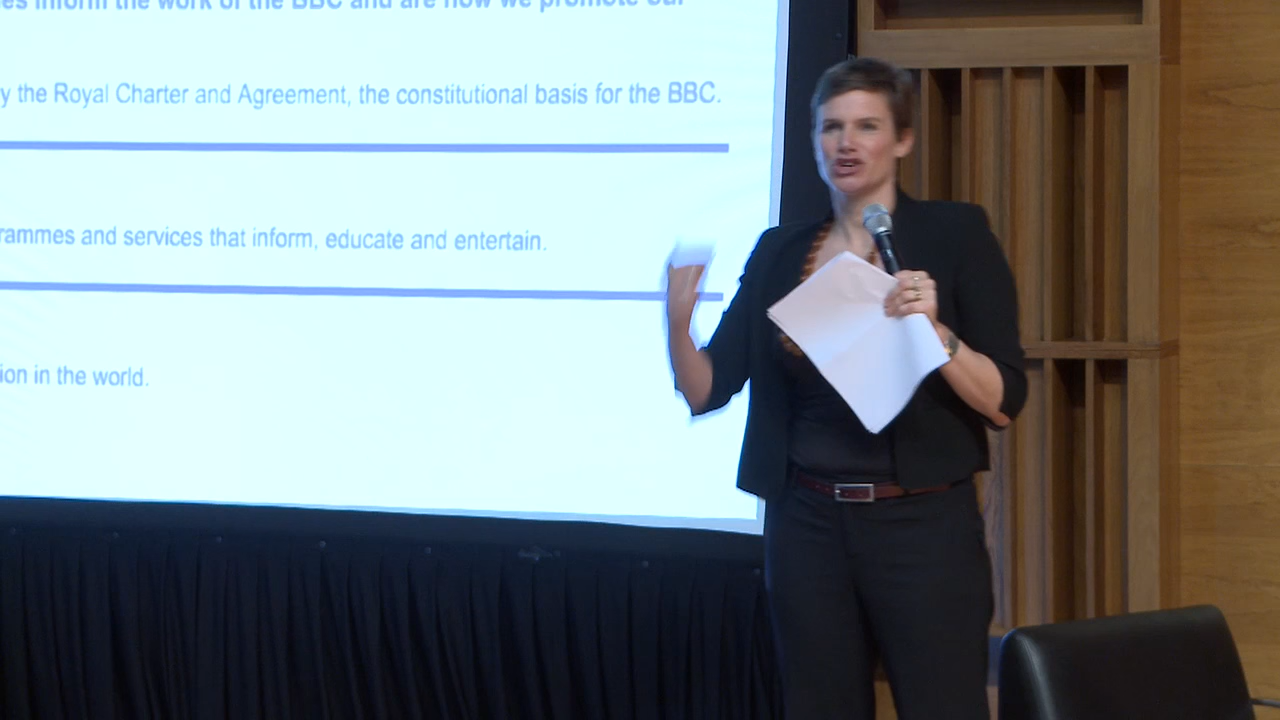 inform the work of the BBC and are how we promote our
y the Royal Charter and Agreement, the constitutional basis for the BBC.
rammes and services that inform, educate and entertain.
ion in the world.